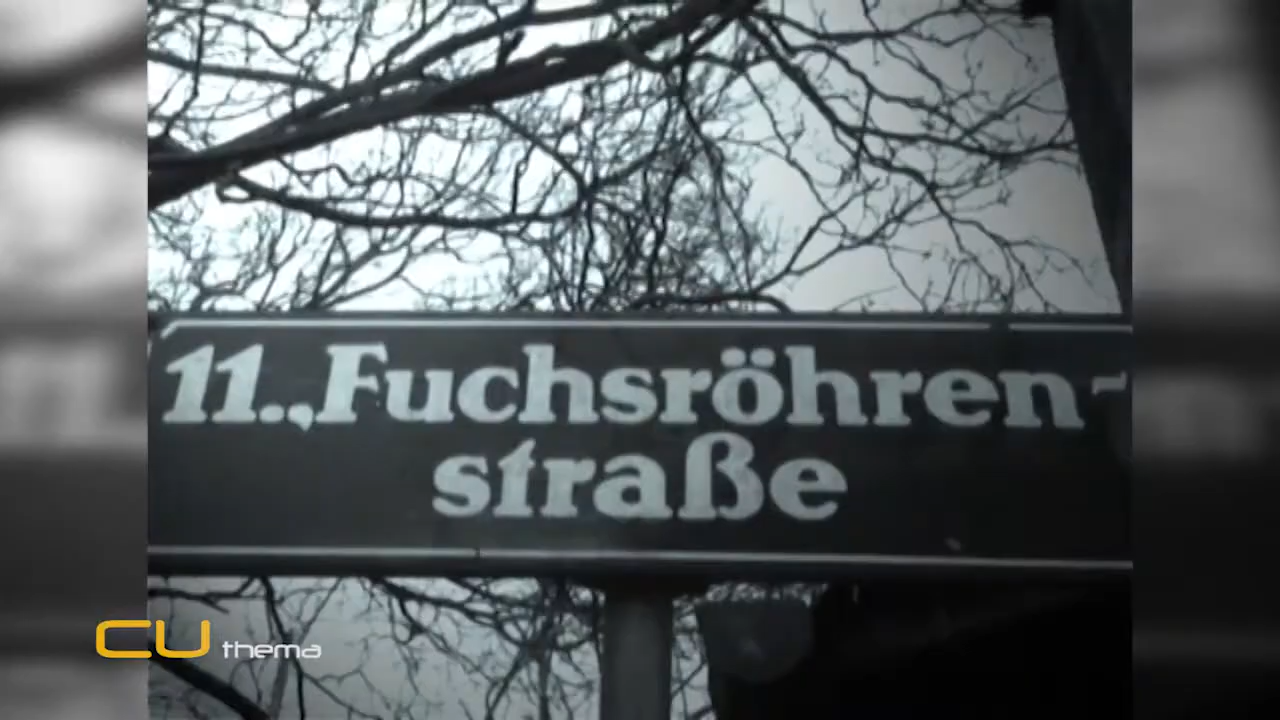 11., Fuchsröhren-
straße
CU thema